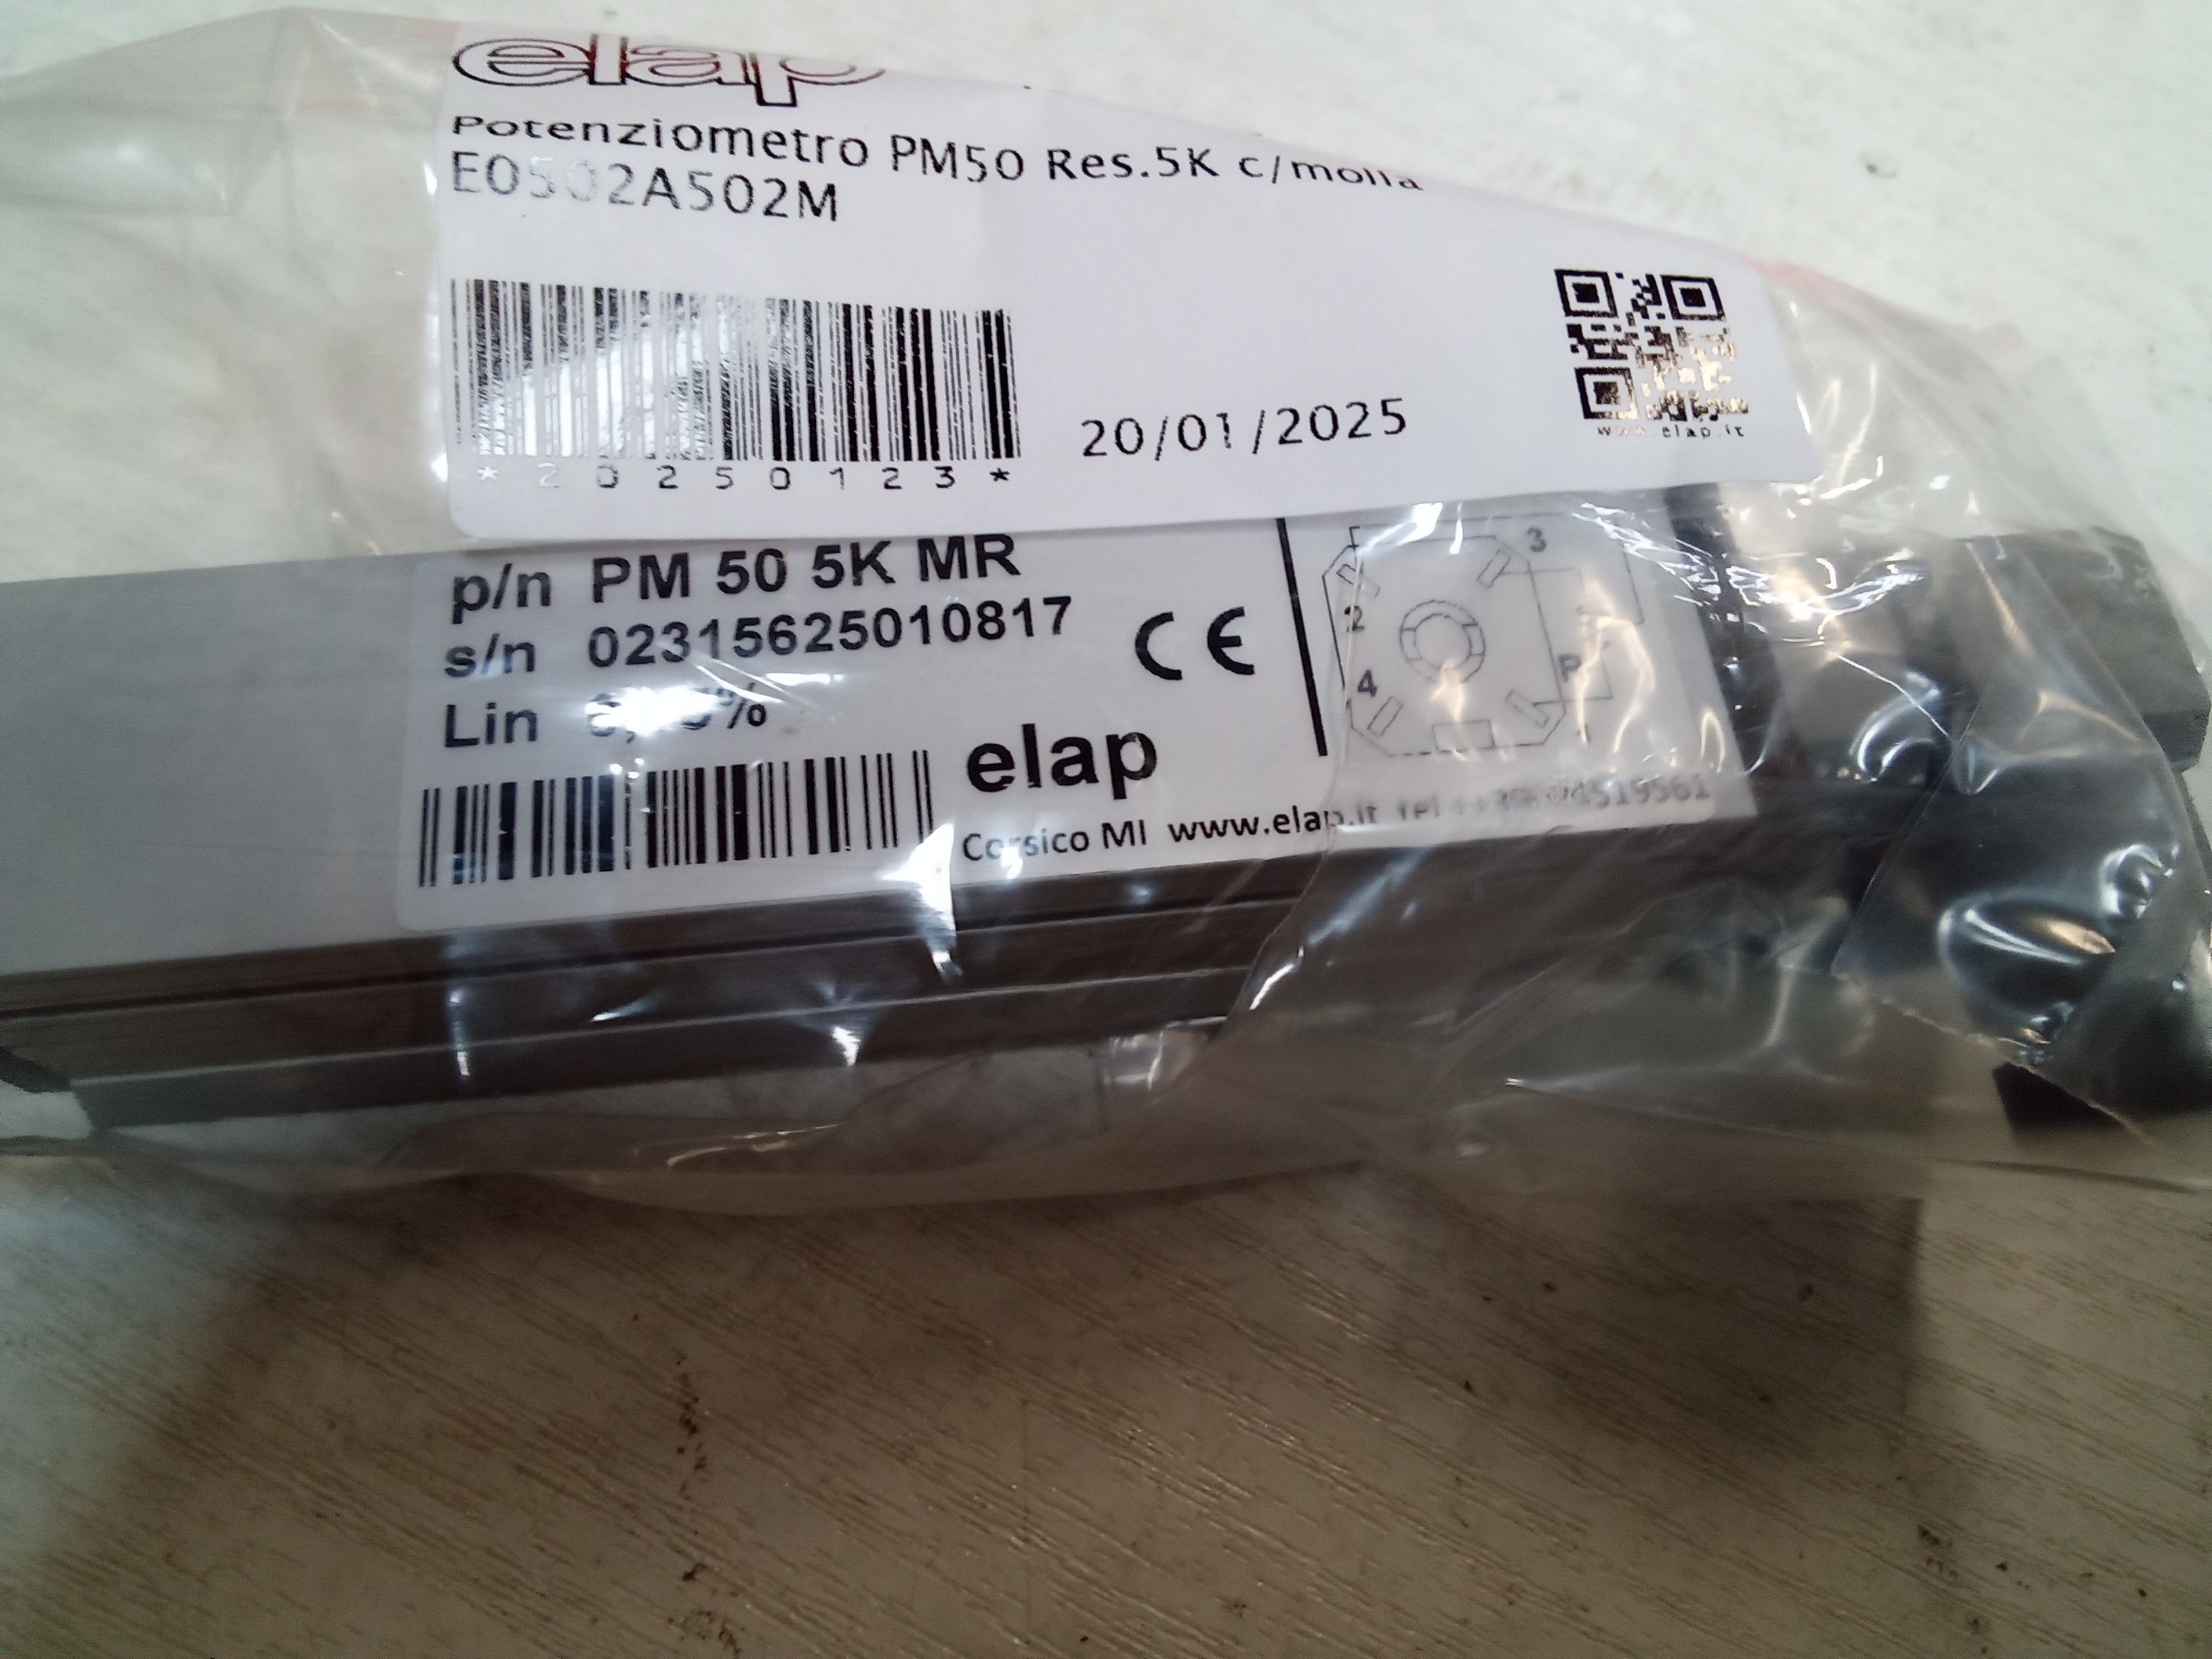 elap
Potenziometro PM50 Res.5K c/molla
E0502A502M
*20250123*
20/01/2025
www.elap.it
p/n PM 50 5K MR
s/n 02315625010817
Lin
CE
elap
Corsico MI www.elap.it tel
3
2
4
P